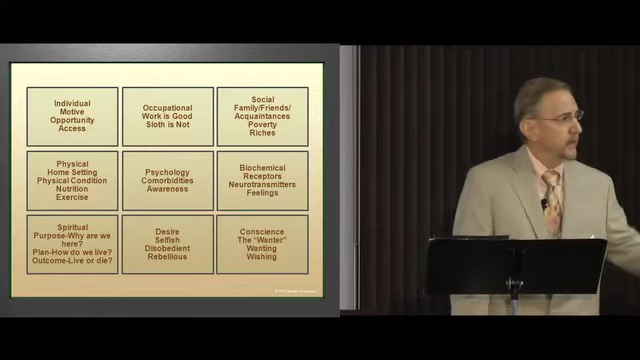 Individual
Motive
Opportunity
Access
Occupational
Work is Good
Sloth is Not
Social
Family/Friends/
Acquaintances
Poverty
Riches
Physical
Home Setting
Physical Condition
Nutrition
Exercise
Psychology
Comorbidities
Awareness
Biochemical
Receptors
Neurotransmitters
Feelings
Spiritual
Purpose-Why are we
here?
Plan-How do we live?
Outcome-Live or die?
Desire
Selfish
Disobedient
Rebellious
Conscience
The “Wanter”
Wanting
Wishing